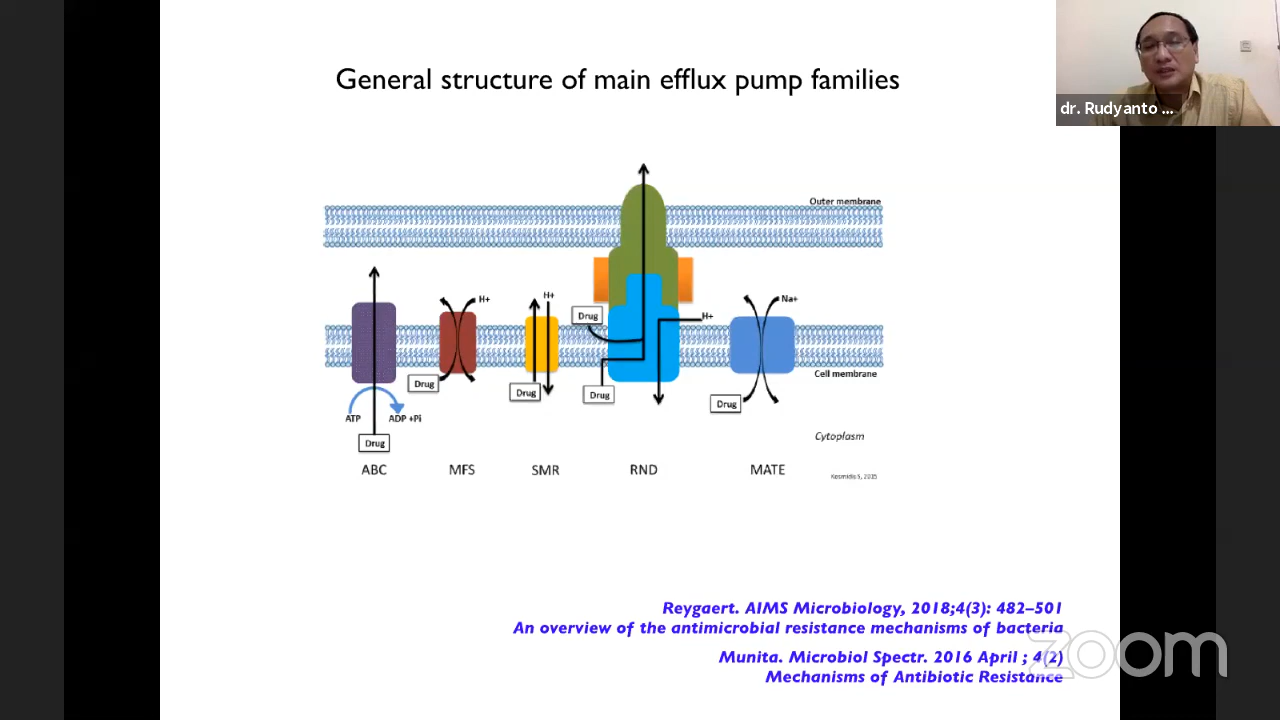 General structure of main efflux pump families
dr. Rudyanto ...
Outer membrane
H+
H+
Na+
Drug
H+
Cell membrane
Drug
Drug
Drug
Drug
ATP
ADP +Pi
Cytoplasm
Drug
ABC
MFS
SMR
RND
MATE
Kosmidis S, 2015
Reygaert. AIMS Microbiology, 2018;4(3): 482–501
An overview of the antimicrobial resistance mechanisms of bacteria
Munita. Microbiol Spectr. 2016 April ; 4(2)
Mechanisms of Antibiotic Resistance
zoom